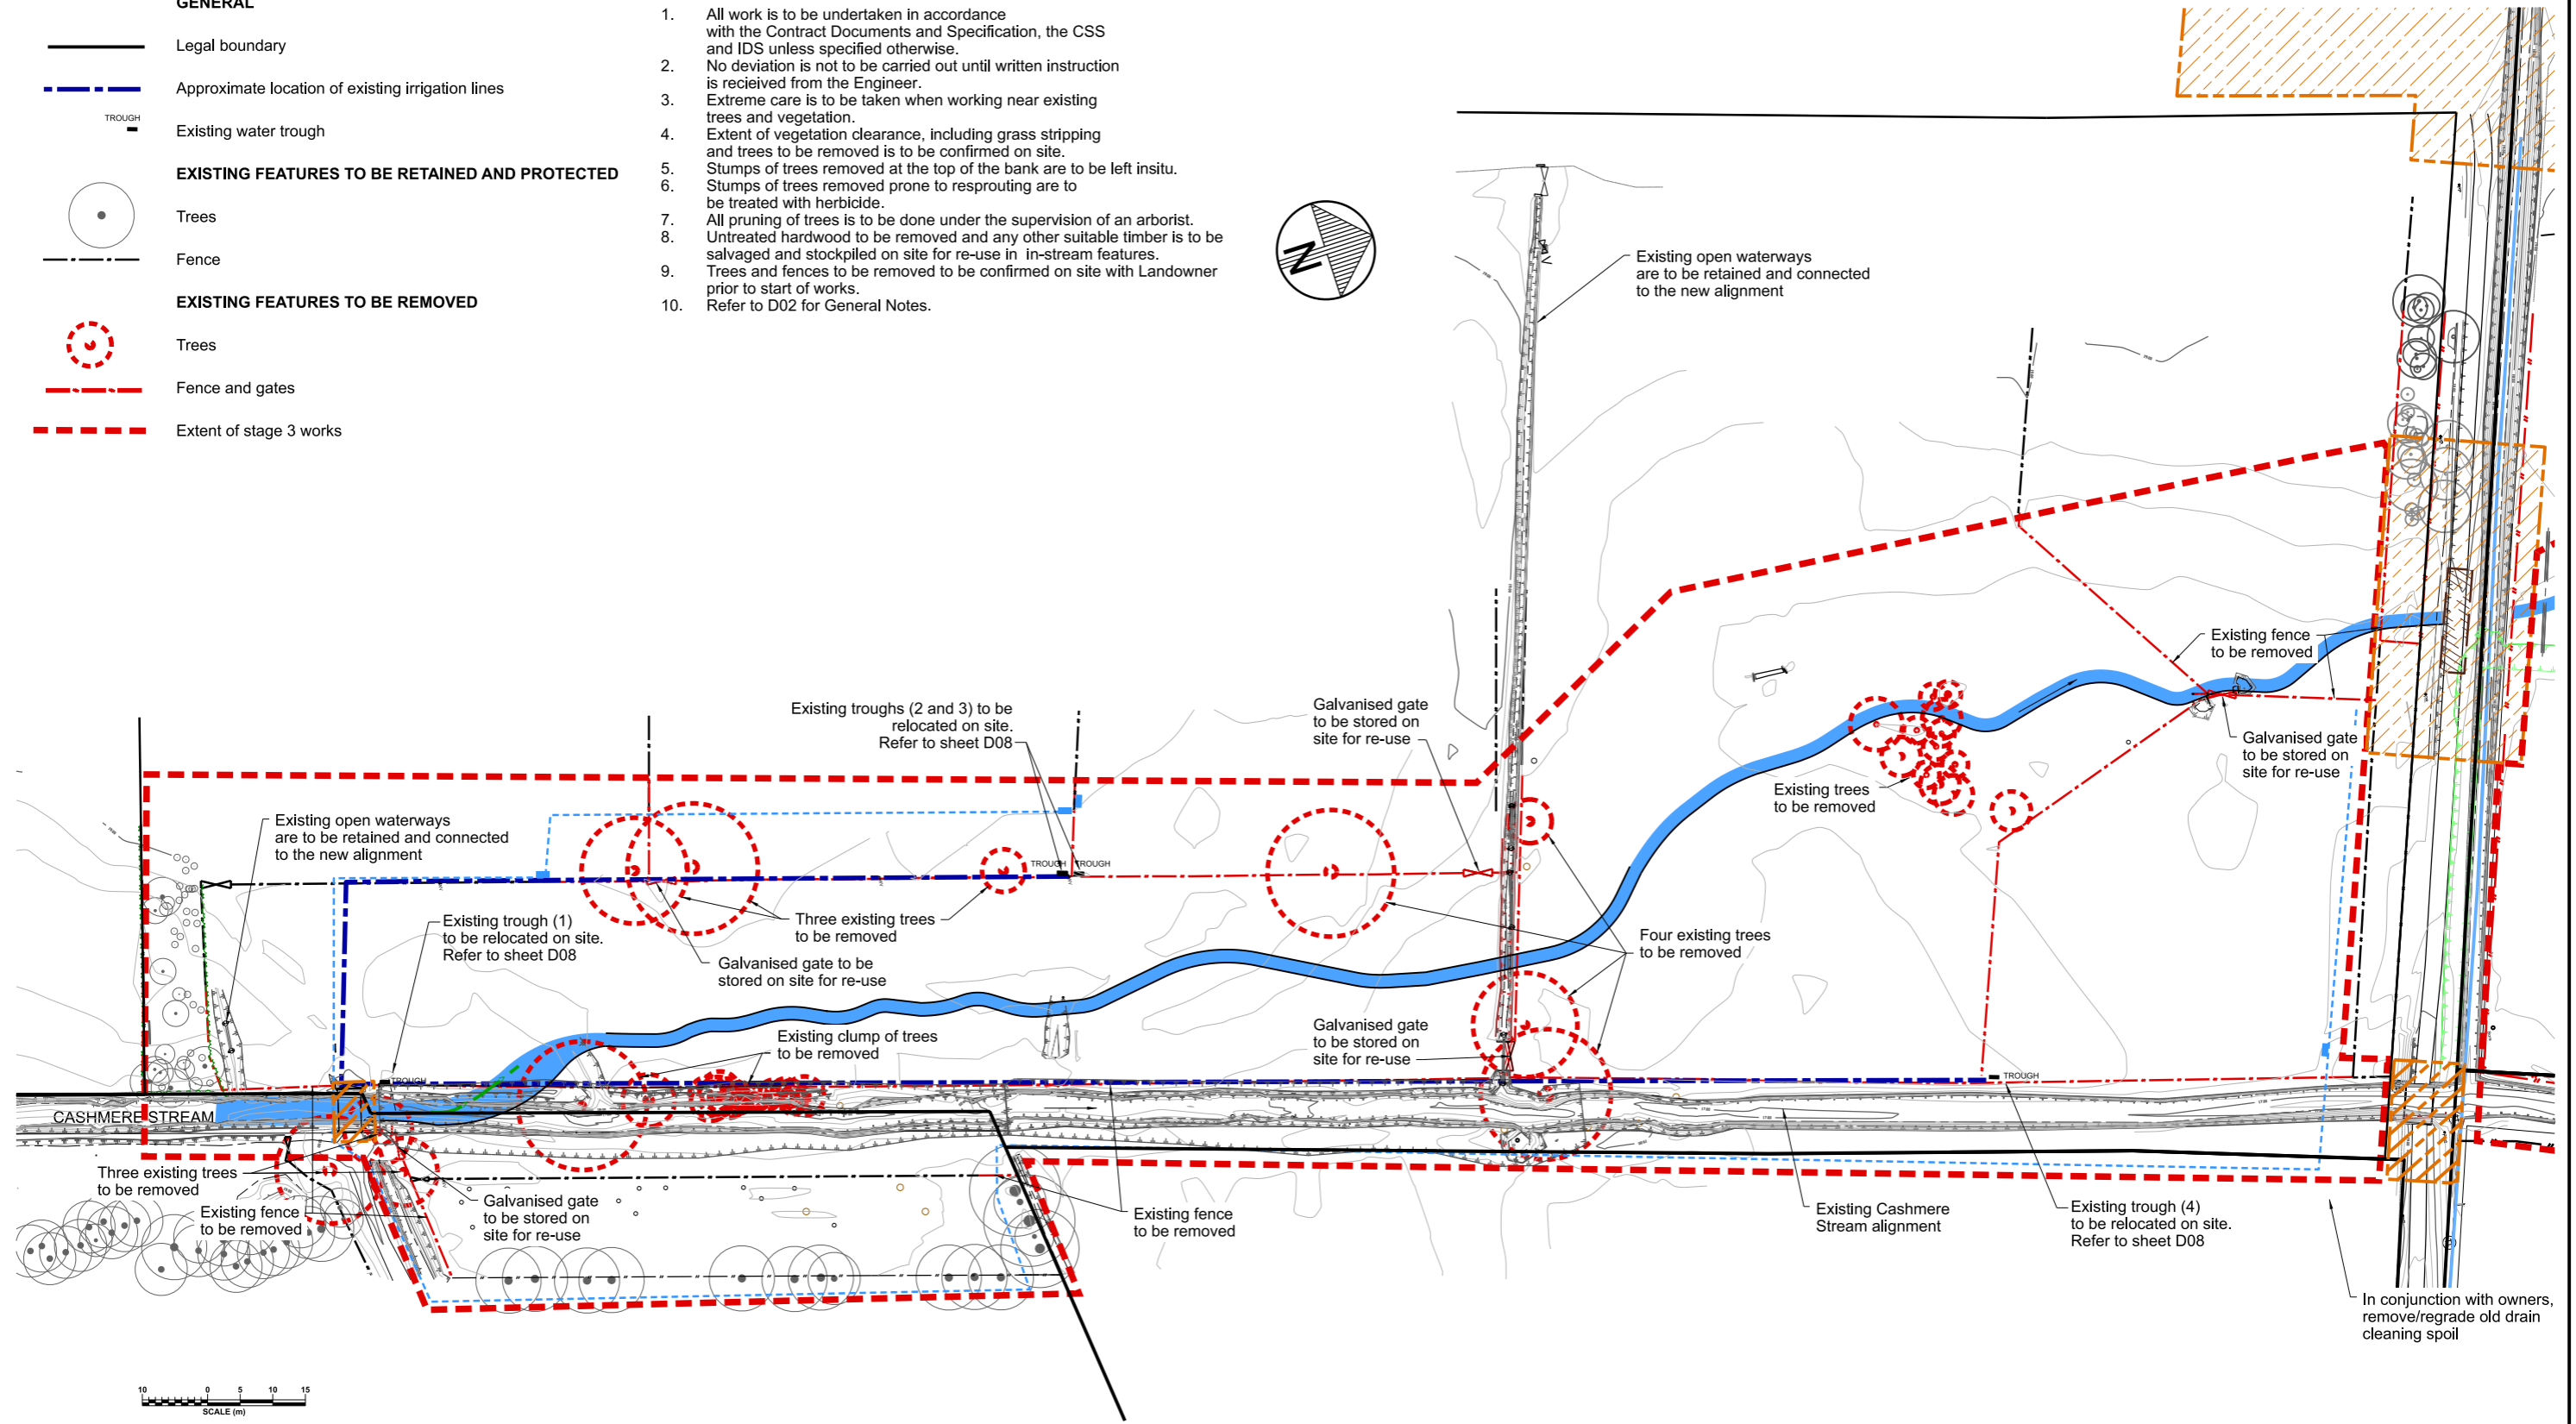 GENERAL
Legal boundary
Approximate location of existing irrigation lines
TROUGH
Existing water trough
EXISTING FEATURES TO BE RETAINED AND PROTECTED
Trees
Fence
EXISTING FEATURES TO BE REMOVED
Trees
Fence and gates
Extent of stage 3 works
1. All work is to be undertaken in accordance
with the Contract Documents and Specification, the CSS
and IDS unless specified otherwise.
2. No deviation is not to be carried out until written instruction
is recieived from the Engineer.
3. Extreme care is to be taken when working near existing
trees and vegetation.
4. Extent of vegetation clearance, including grass stripping
and trees to be removed is to be confirmed on site.
5. Stumps of trees removed at the top of the bank are to be left insitu.
6. Stumps of trees removed prone to resprouting are to
be treated with herbicide.
7. All pruning of trees is to be done under the supervision of an arborist.
8. Untreated hardwood to be removed and any other suitable timber is to be
salvaged and stockpiled on site for re-use in in-stream features.
9. Trees and fences to be removed to be confirmed on site with Landowner
prior to start of works.
10. Refer to D02 for General Notes.
N
Existing open waterways
are to be retained and connected
to the new alignment
Existing fence
to be removed
Galvanised gate
to be stored on
site for re-use
Existing troughs (2 and 3) to be
relocated on site.
Refer to sheet D08
Galvanised gate
to be stored on
site for re-use
Existing trees
to be removed
Existing open waterways
are to be retained and connected
to the new alignment
TROUGH
TROUGH
Existing trough (1)
to be relocated on site.
Refer to sheet D08
Three existing trees
to be removed
Galvanised gate to be
stored on site for re-use
Four existing trees
to be removed
Existing clump of trees
to be removed
Galvanised gate
to be stored on
site for re-use
TROUGH
TROUGH
CASHMERE STREAM
Three existing trees
to be removed
Existing fence
to be removed
Galvanised gate
to be stored on
site for re-use
Existing fence
to be removed
Existing Cashmere
Stream alignment
Existing trough (4)
to be relocated on site.
Refer to sheet D08
In conjunction with owners,
remove/regrade old drain
cleaning spoil
10 0 5 10 15
SCALE (m)